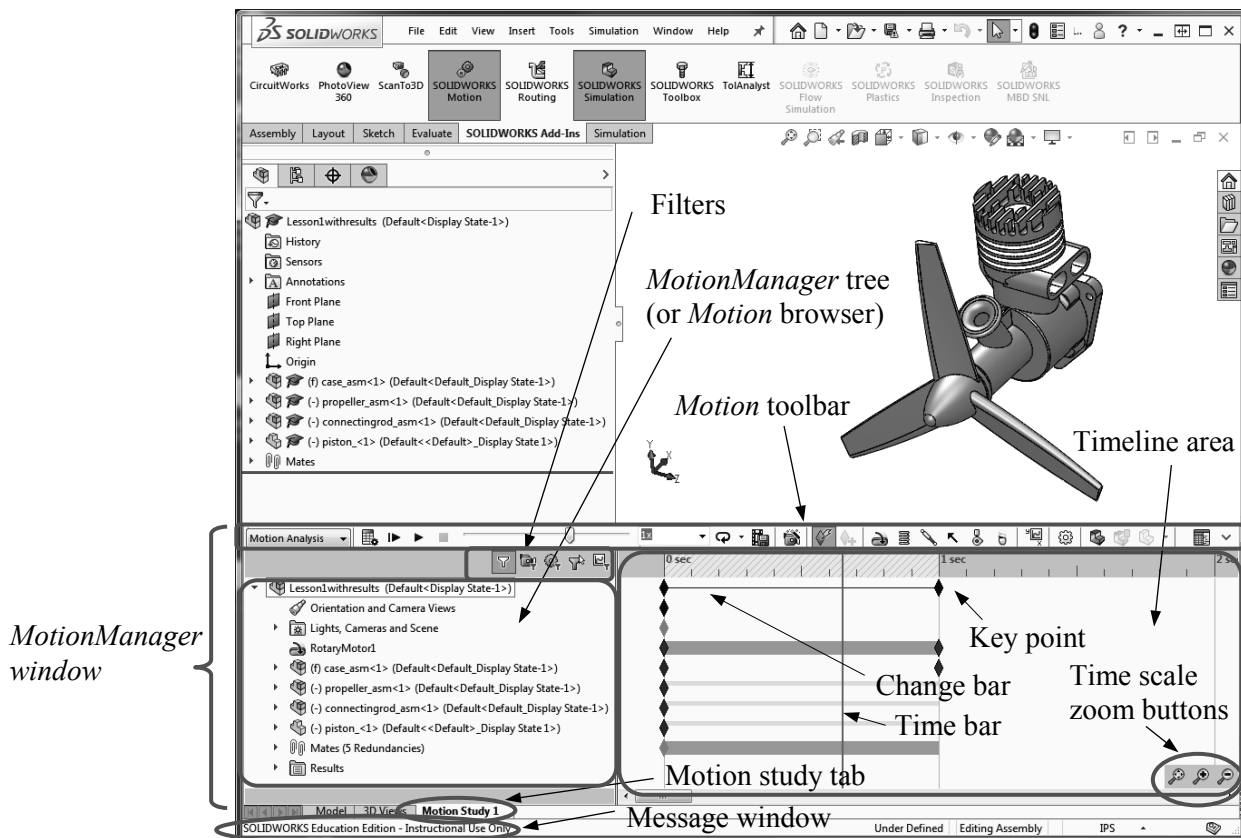 SOLIDWORKS File Edit View Insert Tools Simulation Window Help ?
CircuitWorks PhotoView 360 ScanTo3D SOLIDWORKS Motion SOLIDWORKS Routing SOLIDWORKS Simulation SOLIDWORKS Toolbox TolAnalyst SOLIDWORKS Flow Simulation SOLIDWORKS Plastics SOLIDWORKS Inspection SOLIDWORKS MBD SNL
Assembly Layout Sketch Evaluate SOLIDWORKS Add-Ins Simulation
Lesson1withresults (Default<Display State-1>)
History
Sensors
Annotations
Front Plane
Top Plane
Right Plane
Origin
(f) case_asm<1> (Default<Default_Display State-1>)
(-) propeller_asm<1> (Default<Default_Display State-1>)
(-) connectingrod_asm<1> (Default<Default_Display State-1>)
(-) piston_<1> (Default<<Default>_Display State 1>)
Mates
Filters
MotionManager tree
(or Motion browser)
Motion toolbar
Timeline area
Y
X
Z
Motion Analysis
0 sec 1 sec
Lesson1withresults (Default<Display State-1>)
Orientation and Camera Views
Lights, Cameras and Scene
RotaryMotor1
(f) case_asm<1> (Default<Default_Display State-1>)
(-) propeller_asm<1> (Default<Default_Display State-1>)
(-) connectingrod_asm<1> (Default<Default_Display State-1>)
(-) piston_<1> (Default<<Default>_Display State 1>)
Mates (5 Redundancies)
Results
MotionManager
window
Key point
Change bar
Time bar
Time scale
zoom buttons
Motion study tab
Message window
Model 3D Views Motion Study 1
SOLIDWORKS Education Edition - Instructional Use Only Under Defined Editing Assembly IPS